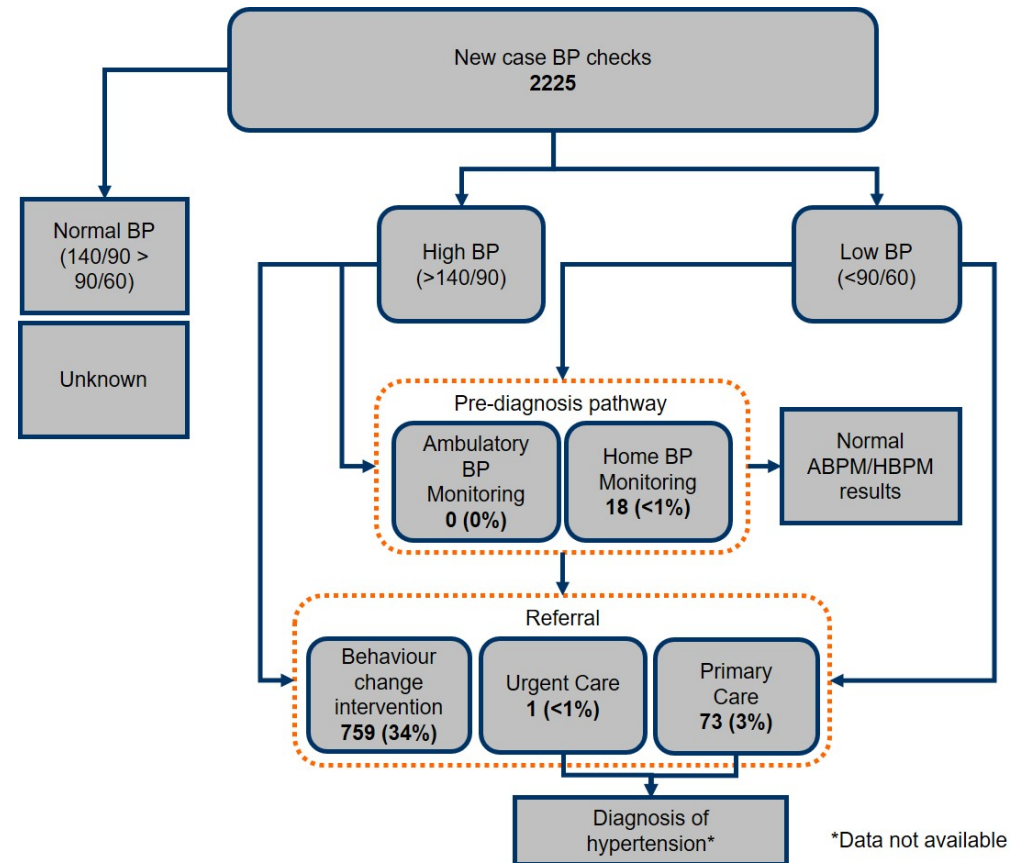 New case BP checks
2225
Normal BP
(140/90 >
90/60)
High BP
(>140/90)
Low BP
(<90/60)
Unknown
Pre-diagnosis pathway
Ambulatory
BP
Monitoring
0 (0%)
Home BP
Monitoring
18 (<1%)
Normal
ABPM/HBPM
results
Referral
Behaviour
change
intervention
759 (34%)
Urgent Care
1 (<1%)
Primary
Care
73 (3%)
Diagnosis of
hypertension*
*Data not available